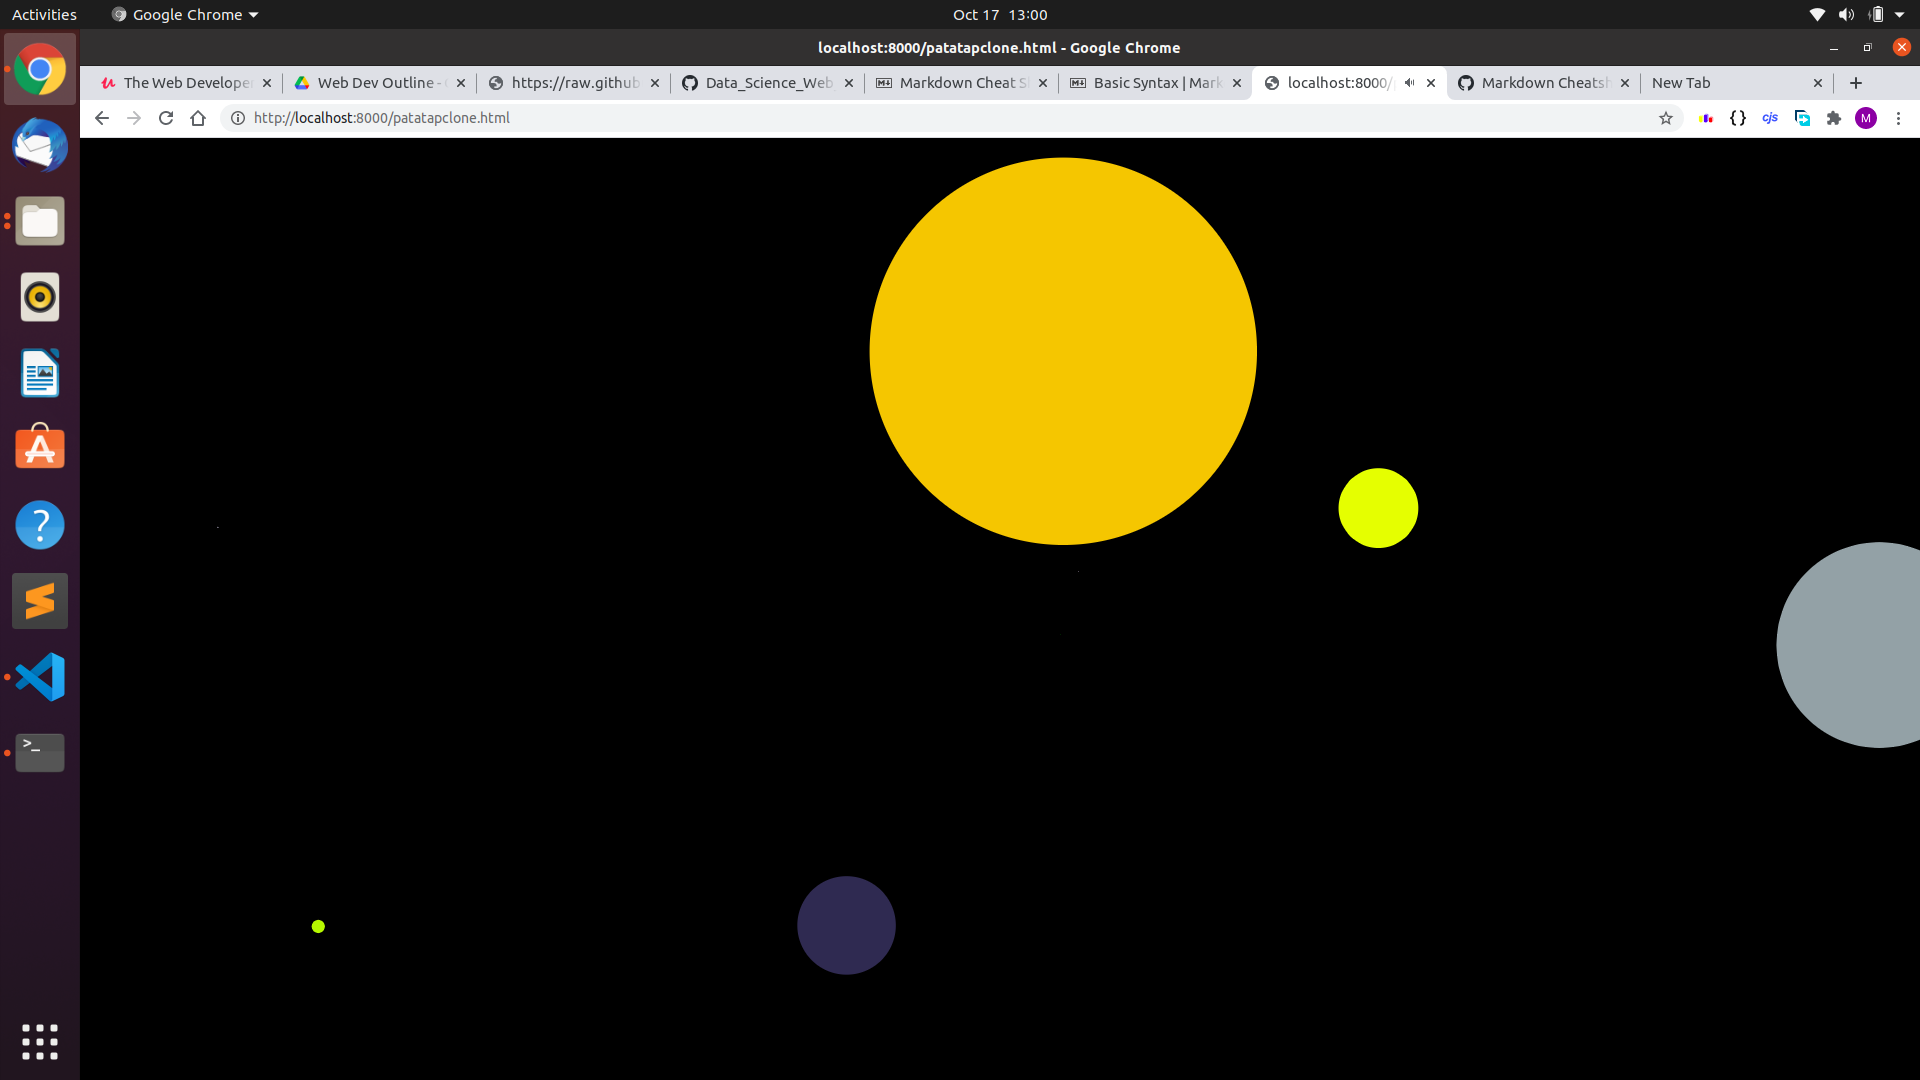 Activities
Google Chrome
Oct 17 13:00
localhost:8000/patatapclone.html - Google Chrome
The Web Develope
Web Dev Outline -
https://raw.github
Data_Science_Web
Markdown Cheat S
Basic Syntax | Mark
localhost:8000/
Markdown Cheatsh
New Tab
http://localhost:8000/patatapclone.html
{}
cjs
M
?
>_